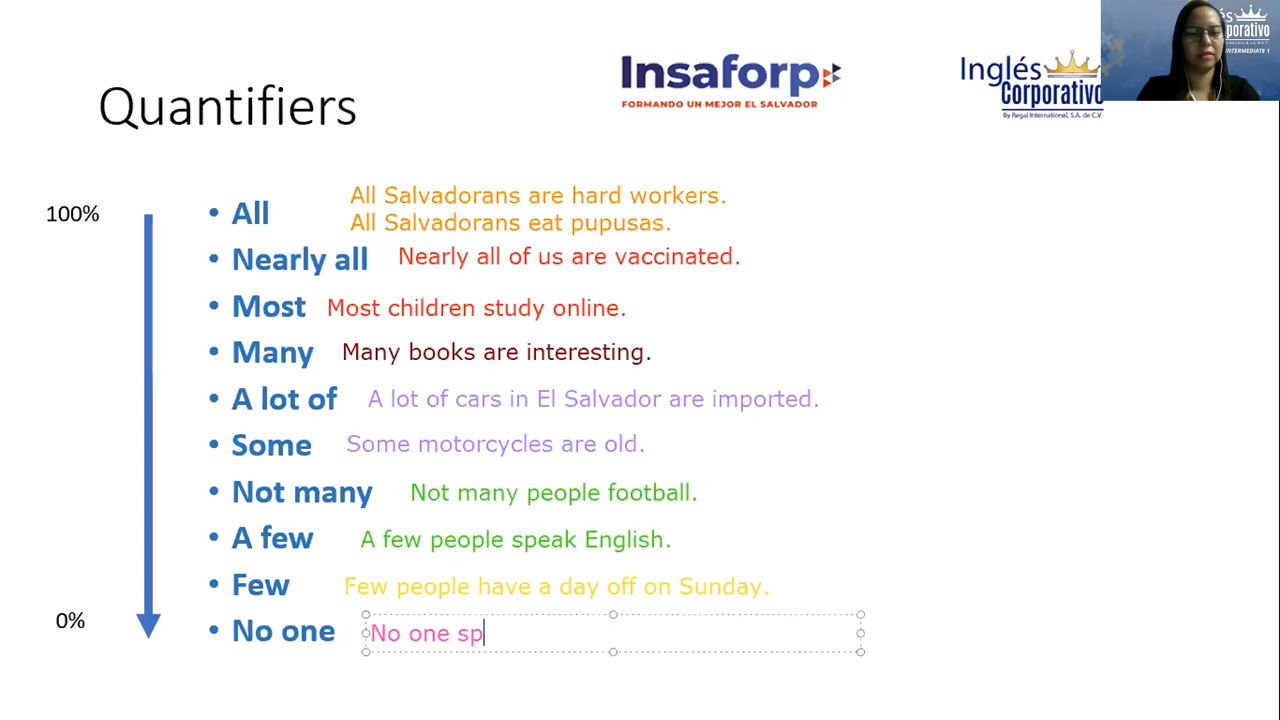 és
porativo
INTERMEDIATE 1
Insaforp
FORMANDO UN MEJOR EL SALVADOR
Inglés
Corporativo
By Regal International, S.A. de C.V.
Quantifiers
100%
• All
All Salvadorans are hard workers.
All Salvadorans eat pupusas.
• Nearly all
Nearly all of us are vaccinated.
• Most
Most children study online.
• Many
Many books are interesting.
• A lot of
A lot of cars in El Salvador are imported.
• Some
Some motorcycles are old.
• Not many
Not many people football.
• A few
A few people speak English.
• Few
Few people have a day off on Sunday.
0%
• No one
No one sp